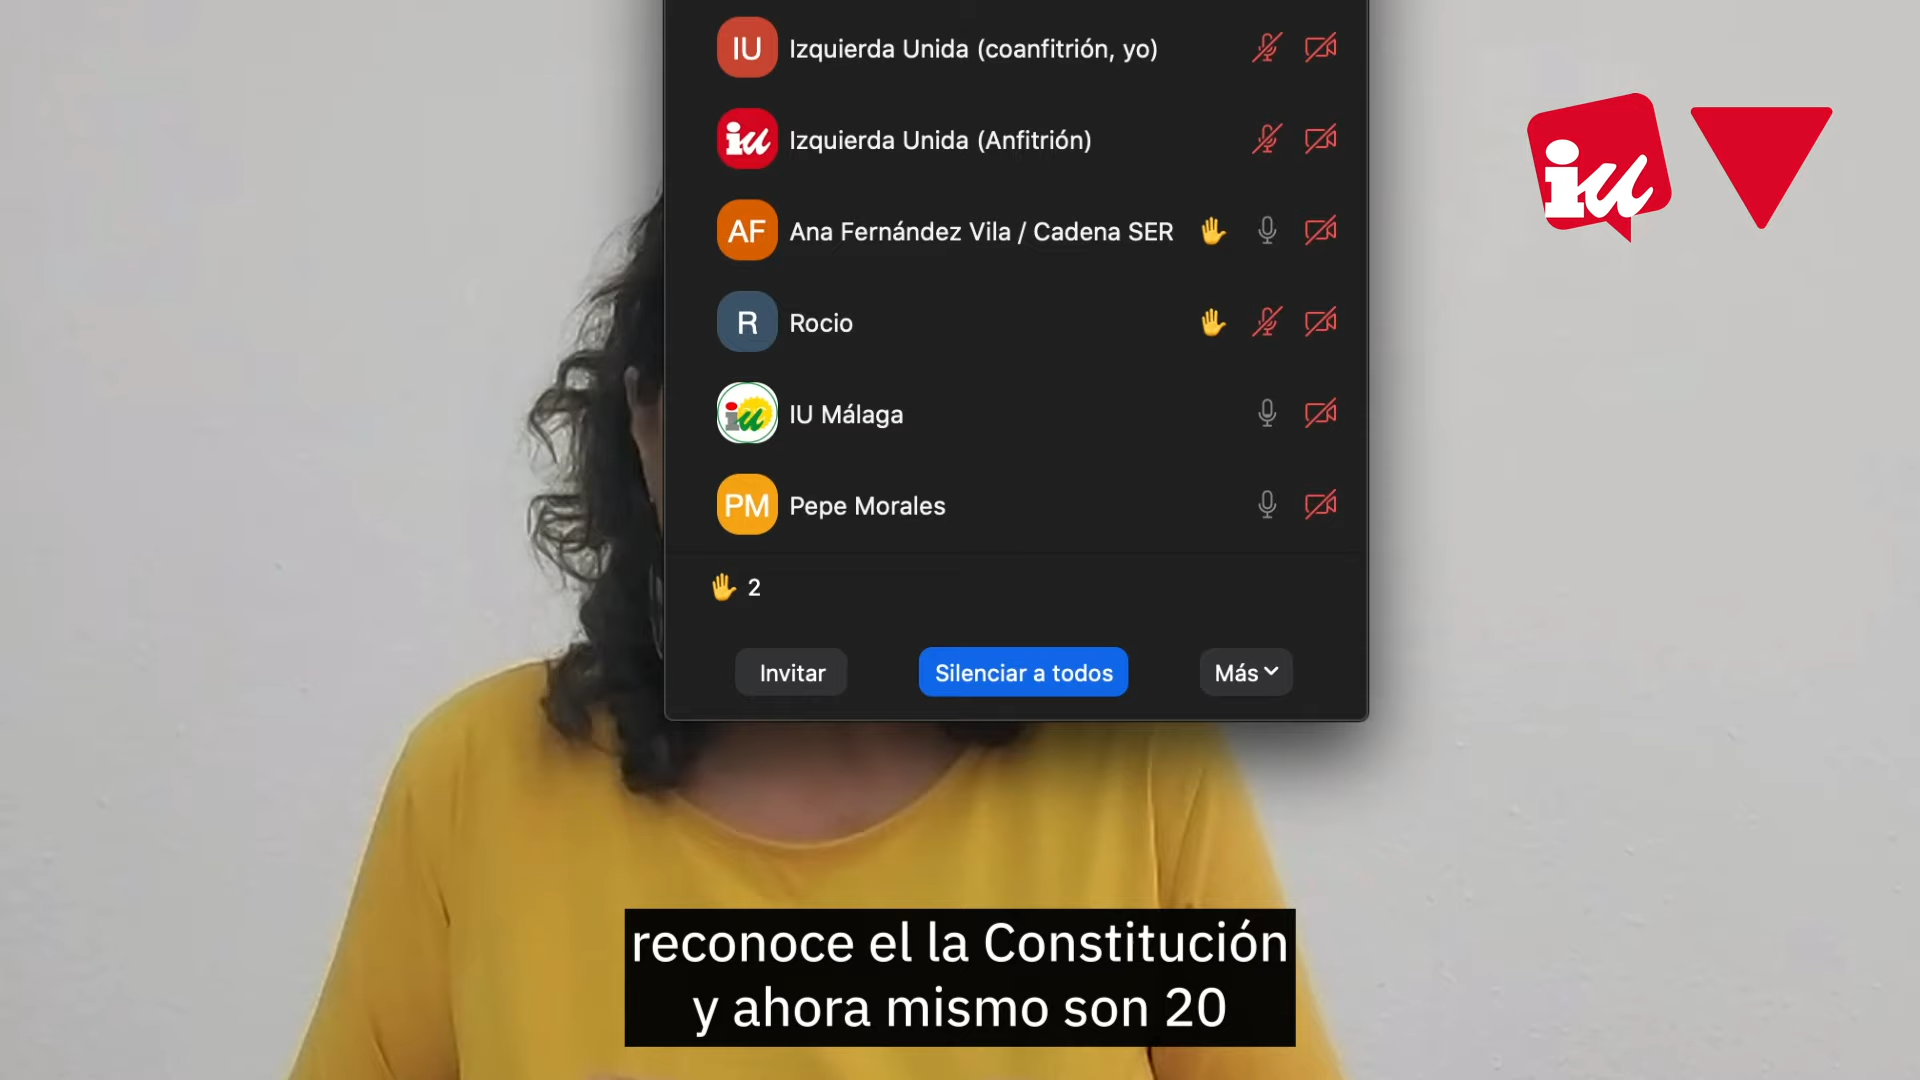 IU Izquierda Unida (coanfitrión, yo)
iu Izquierda Unida (Anfitrión)
AF Ana Fernández Vila / Cadena SER
R Rocio
iu IU Málaga
PM Pepe Morales
2
Invitar Silenciar a todos Más
iu
reconoce el la Constitución
y ahora mismo son 20